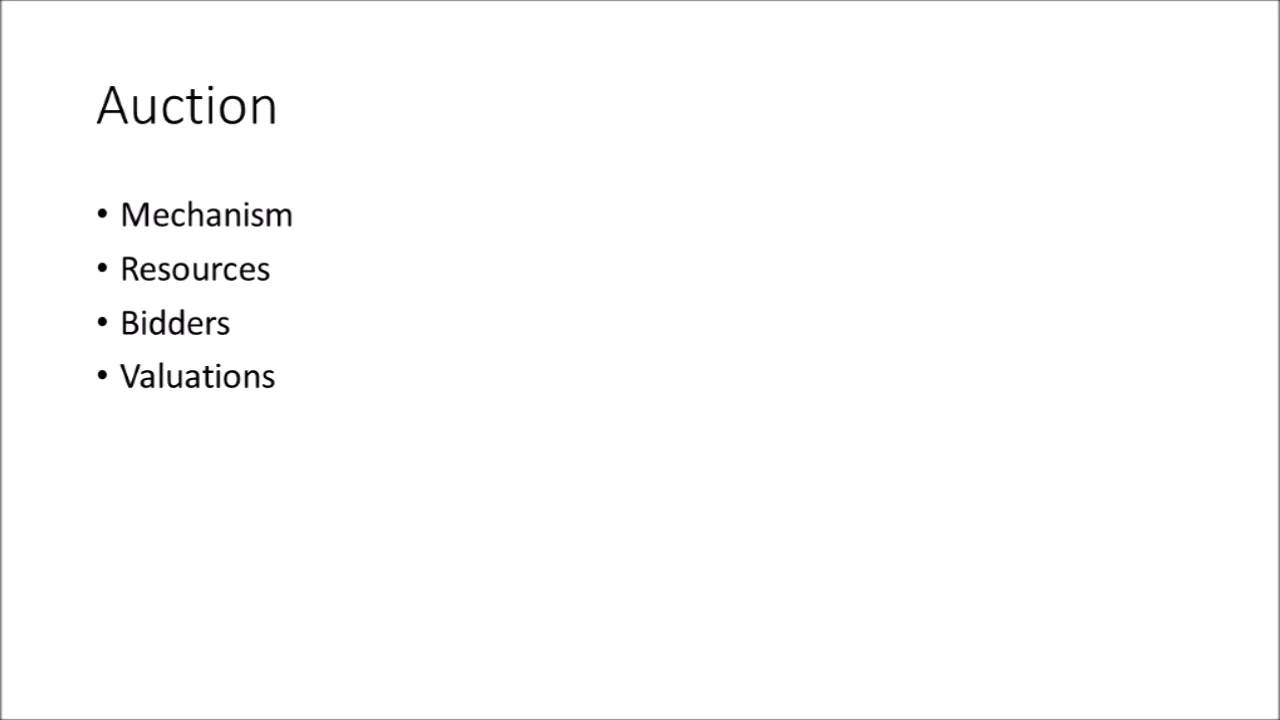 Auction
• Mechanism
• Resources
• Bidders
• Valuations